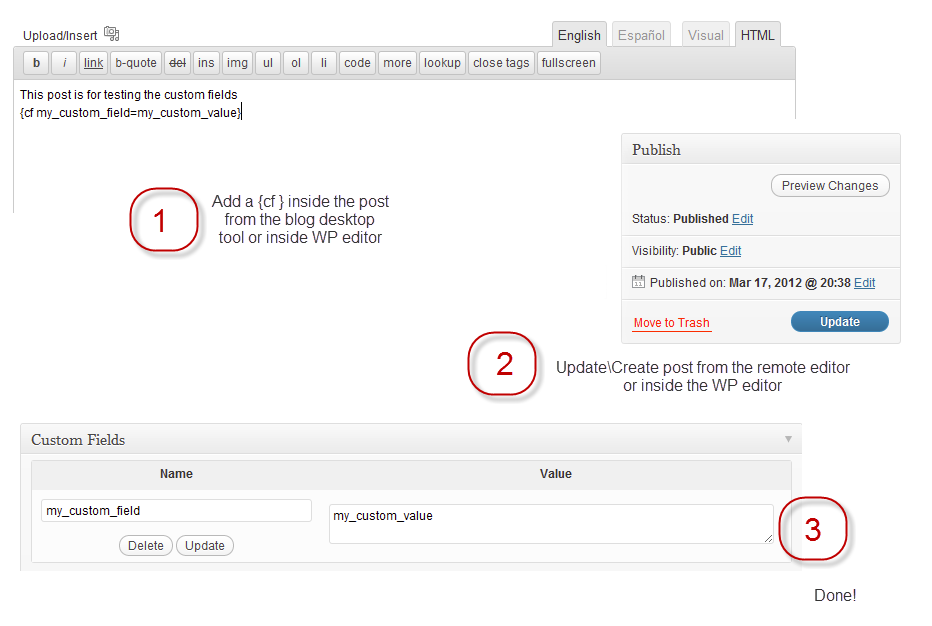 Upload/Insert
English Español Visual HTML
b i link b-quote del ins img ul ol li code more lookup close tags fullscreen
This post is for testing the custom fields
{cf my_custom_field=my_custom_value}
1
Add a {cf } inside the post
from the blog desktop
tool or inside WP editor
Publish
Preview Changes
Status: Published Edit
Visibility: Public Edit
11 Published on: Mar 17, 2012 @ 20:38 Edit
Move to Trash Update
2
Update\Create post from the remote editor
or inside the WP editor
Custom Fields
Name Value
my_custom_field my_custom_value
Delete Update
3
Done!